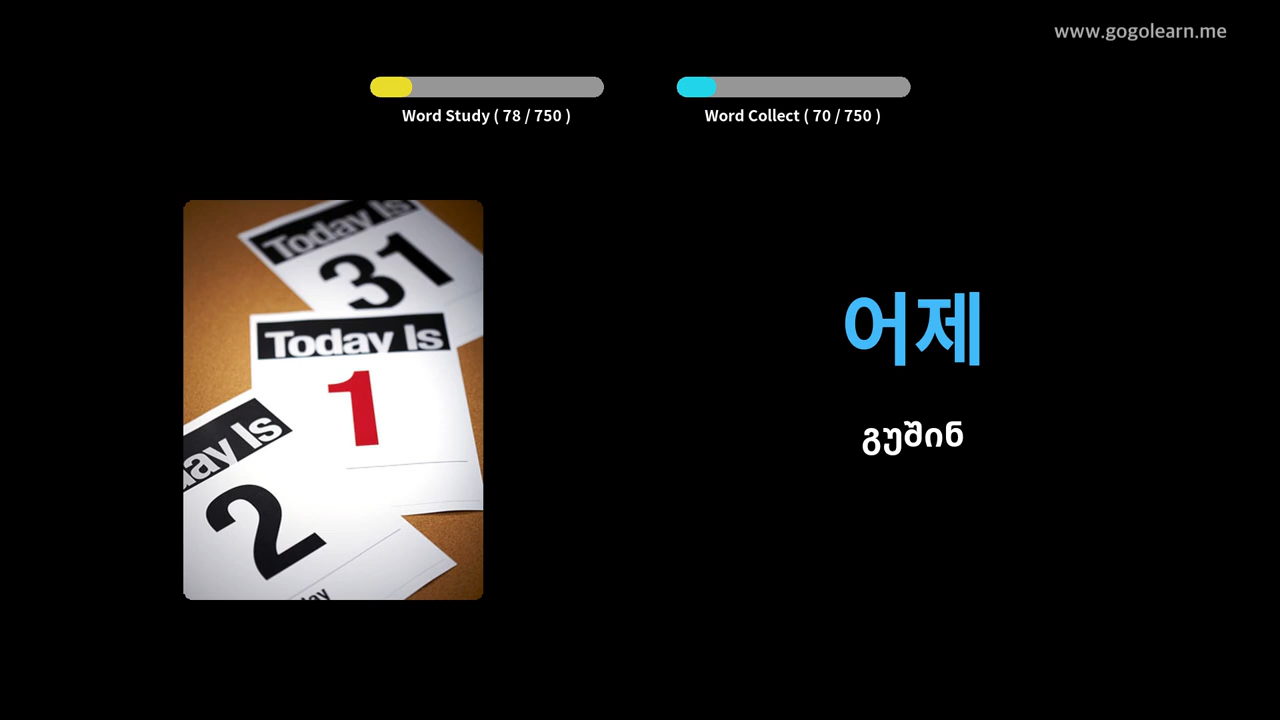 www.gogolearn.me
Word Study ( 78 / 750 )
Word Collect ( 70 / 750 )
Today Is
31
Today Is
1
ay Is
2
어제
გუშინ